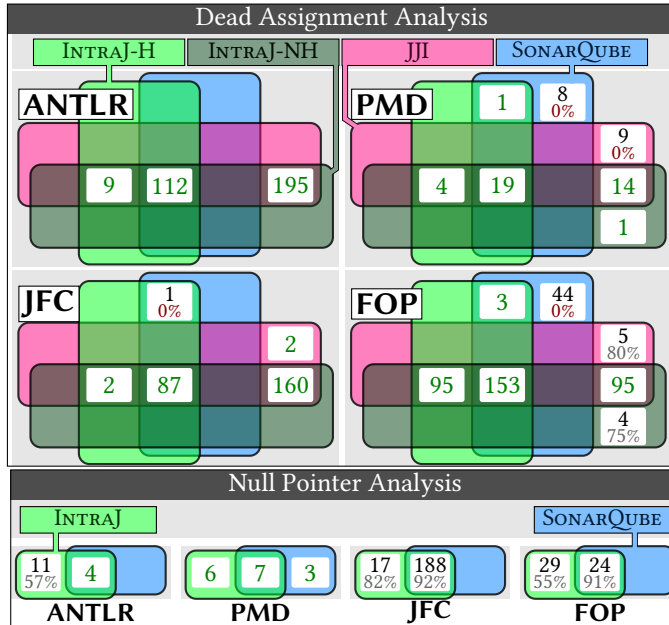 Dead Assignment Analysis
INTRAJ-H INTRAJ-NH JJI SONARQUBE
ANTLR
9 112 195
PMD
1 8
0%
9
0%
4 19 14
1
JFC
1
0%
2
2 87 160
FOP
3 44
0%
5
80%
95 153 95
4
75%
Null Pointer Analysis
INTRAJ SONARQUBE
11
57%
4
ANTLR
6 7 3
PMD
17 188
82% 92%
JFC
29 24
55% 91%
FOP